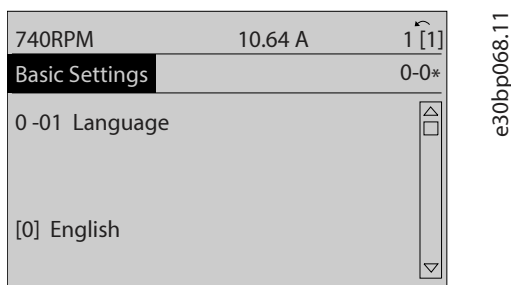 740RPM 10.64 A 1 [1]
Basic Settings 0-0*
0 -01 Language
[0] English
e30bp068.11